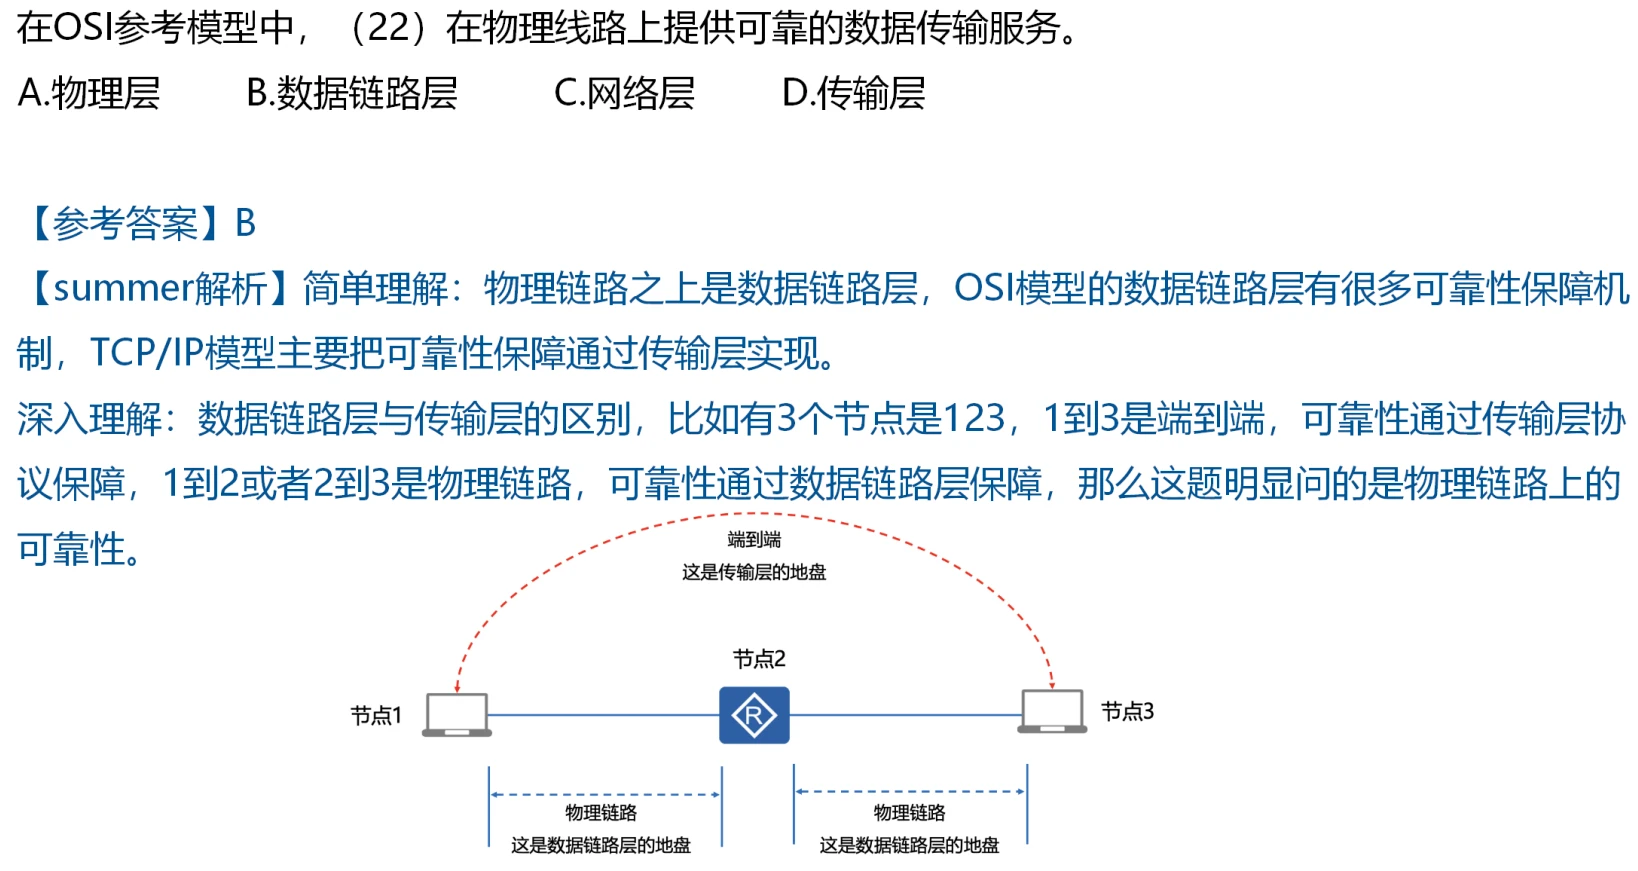 在OSI参考模型中，（22）在物理线路上提供可靠的数据传输服务。
A.物理层 B.数据链路层 C.网络层 D.传输层
【参考答案】B
【summer解析】简单理解：物理链路之上是数据链路层，OSI模型的数据链路层有很多可靠性保障机
制，TCP/IP模型主要把可靠性保障通过传输层实现。
深入理解：数据链路层与传输层的区别，比如有3个节点是123，1到3是端到端，可靠性通过传输层协
议保障，1到2或者2到3是物理链路，可靠性通过数据链路层保障，那么这题明显问的是物理链路上的
可靠性。
端到端
这是传输层的地盘
节点2
节点1
R
节点3
物理链路
这是数据链路层的地盘
物理链路
这是数据链路层的地盘